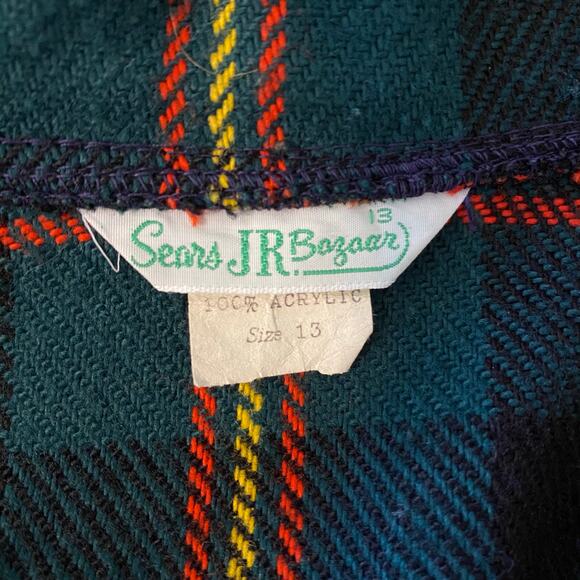 13
Sears JR. Bazaar
100% ACRYLIC
Size 13